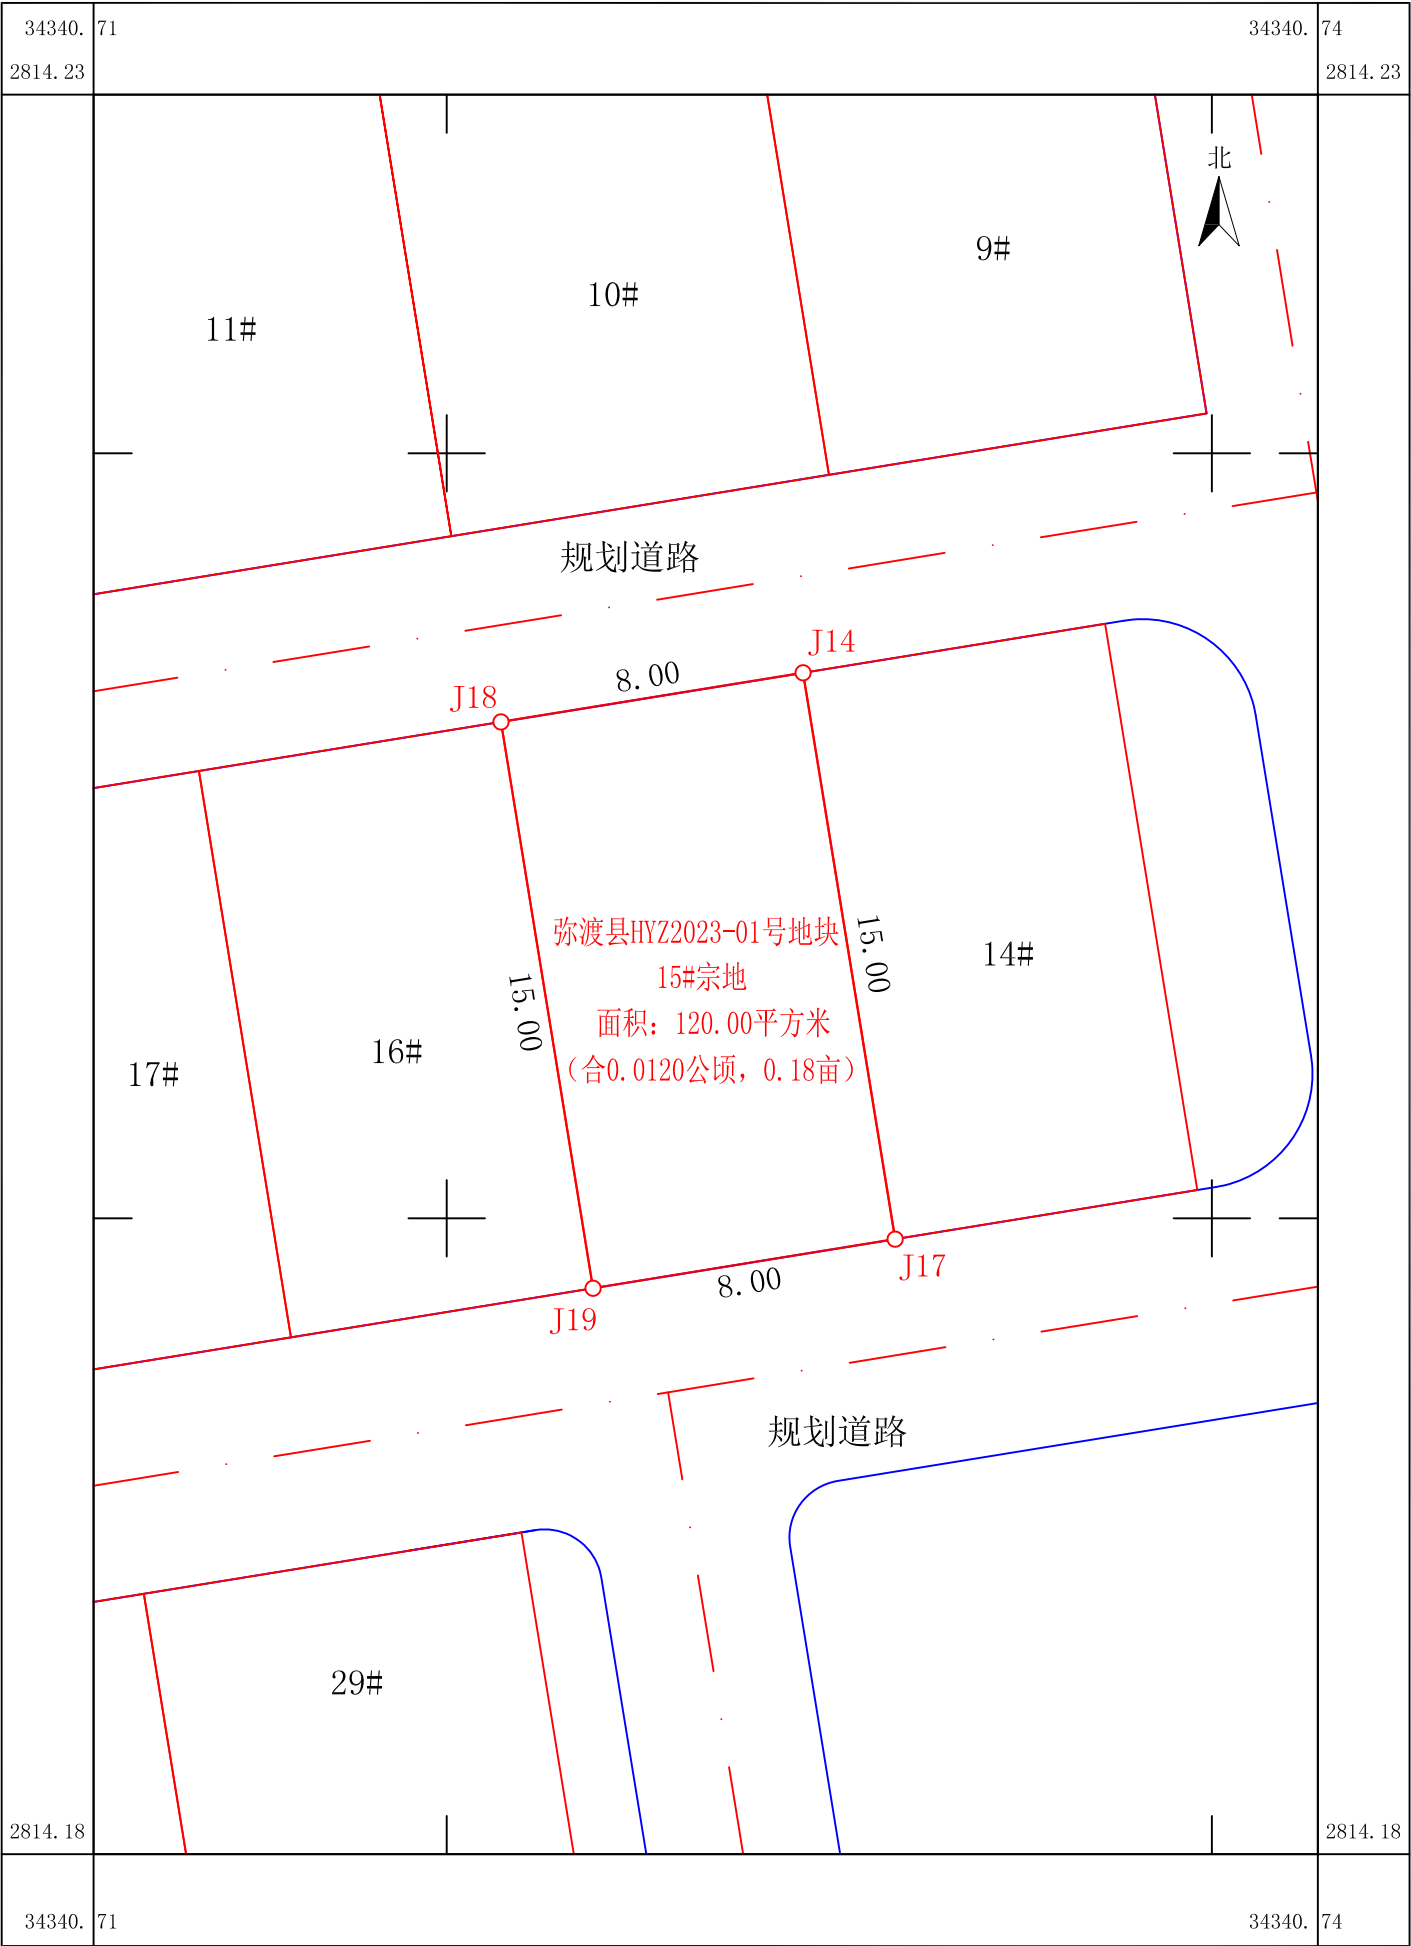 34340. 71
34340. 74
2814.23
2814.23
北
9#
10#
11#
规划道路
J14
8.00
J18
弥渡县HYZ2023-01号地块
15.00
14#
15#宗地
15.00
面积：120.00平方米
16#
（合0.0120公顷，0.18亩）
17#
J17
8.00
J19
规划道路
29#
2814.18
2814.18
34340. 71
34340. 74